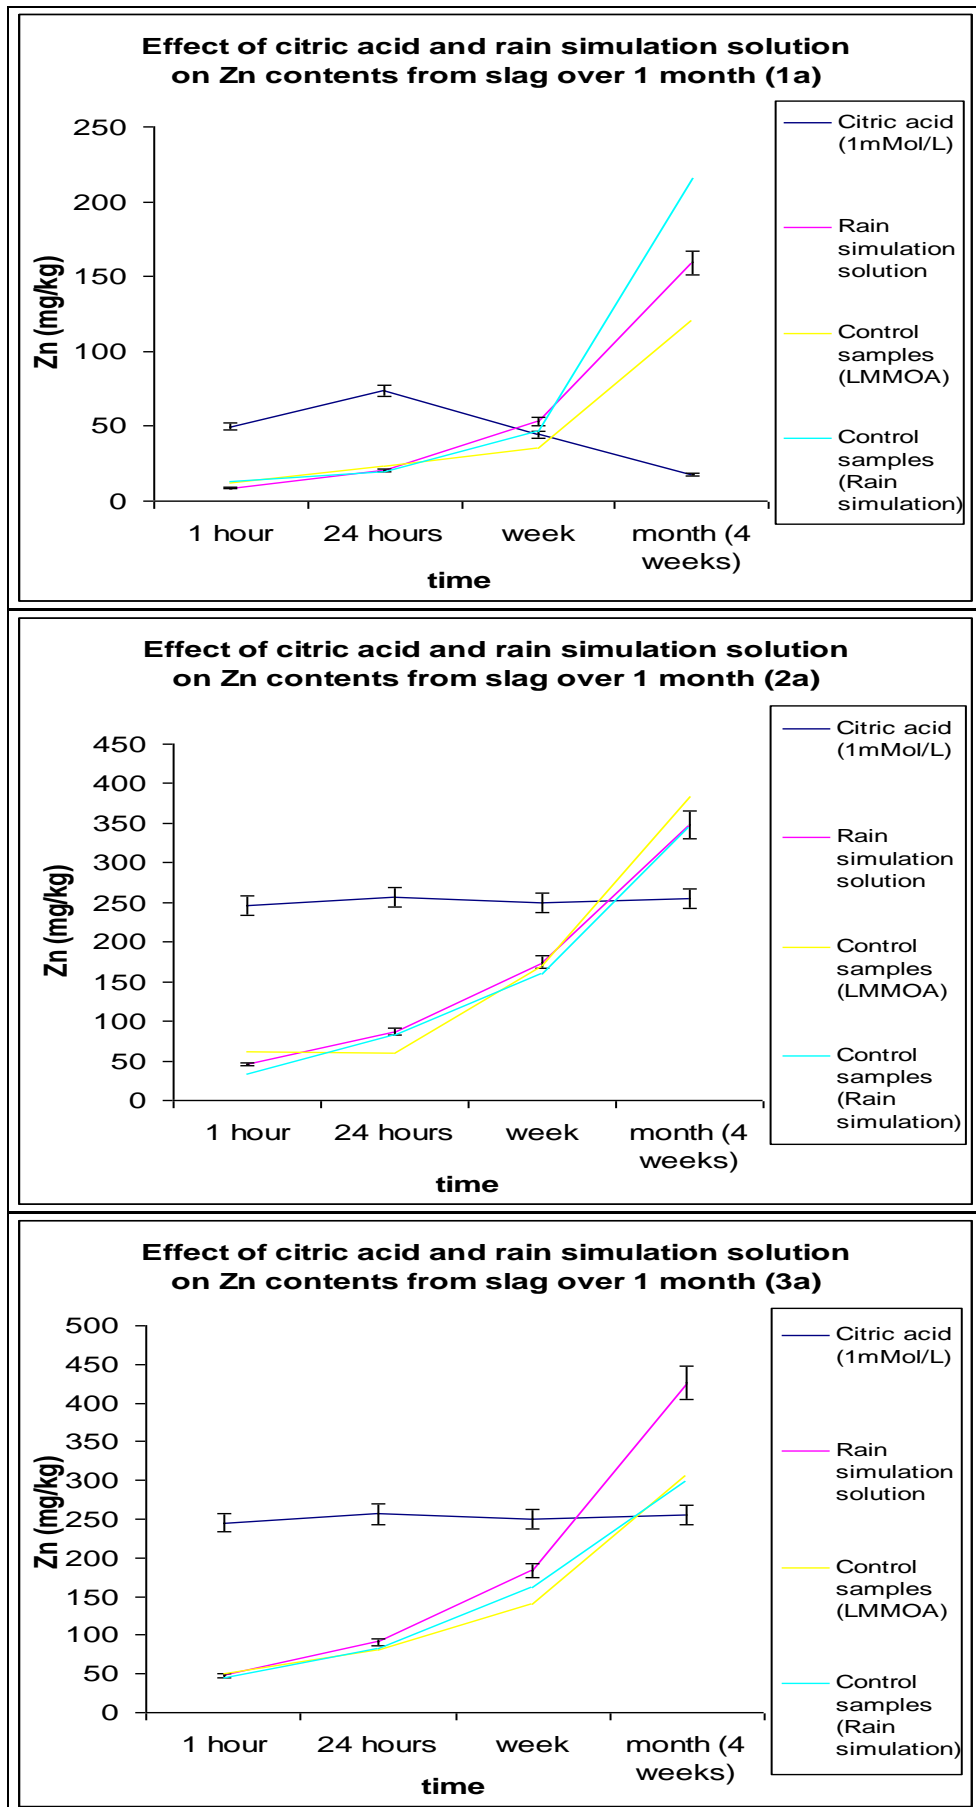 Effect of citric acid and rain simulation solution
on Zn contents from slag over 1 month (1a)
250
200
150
100
50
0
Zn (mg/kg)
1 hour
24 hours
week
month (4
weeks)
time
Citric acid
(1mMol/L)
Rain
simulation
solution
Control
samples
(LMMOA)
Control
samples
(Rain
simulation)
Effect of citric acid and rain simulation solution
on Zn contents from slag over 1 month (2a)
450
400
350
300
250
200
150
100
50
0
Zn (mg/kg)
1 hour
24 hours
week
month (4
weeks)
time
Citric acid
(1mMol/L)
Rain
simulation
solution
Control
samples
(LMMOA)
Control
samples
(Rain
simulation)
Effect of citric acid and rain simulation solution
on Zn contents from slag over 1 month (3a)
500
450
400
350
300
250
200
150
100
50
0
Zn (mg/kg)
1 hour
24 hours
week
month (4
weeks)
time
Citric acid
(1mMol/L)
Rain
simulation
solution
Control
samples
(LMMOA)
Control
samples
(Rain
simulation)